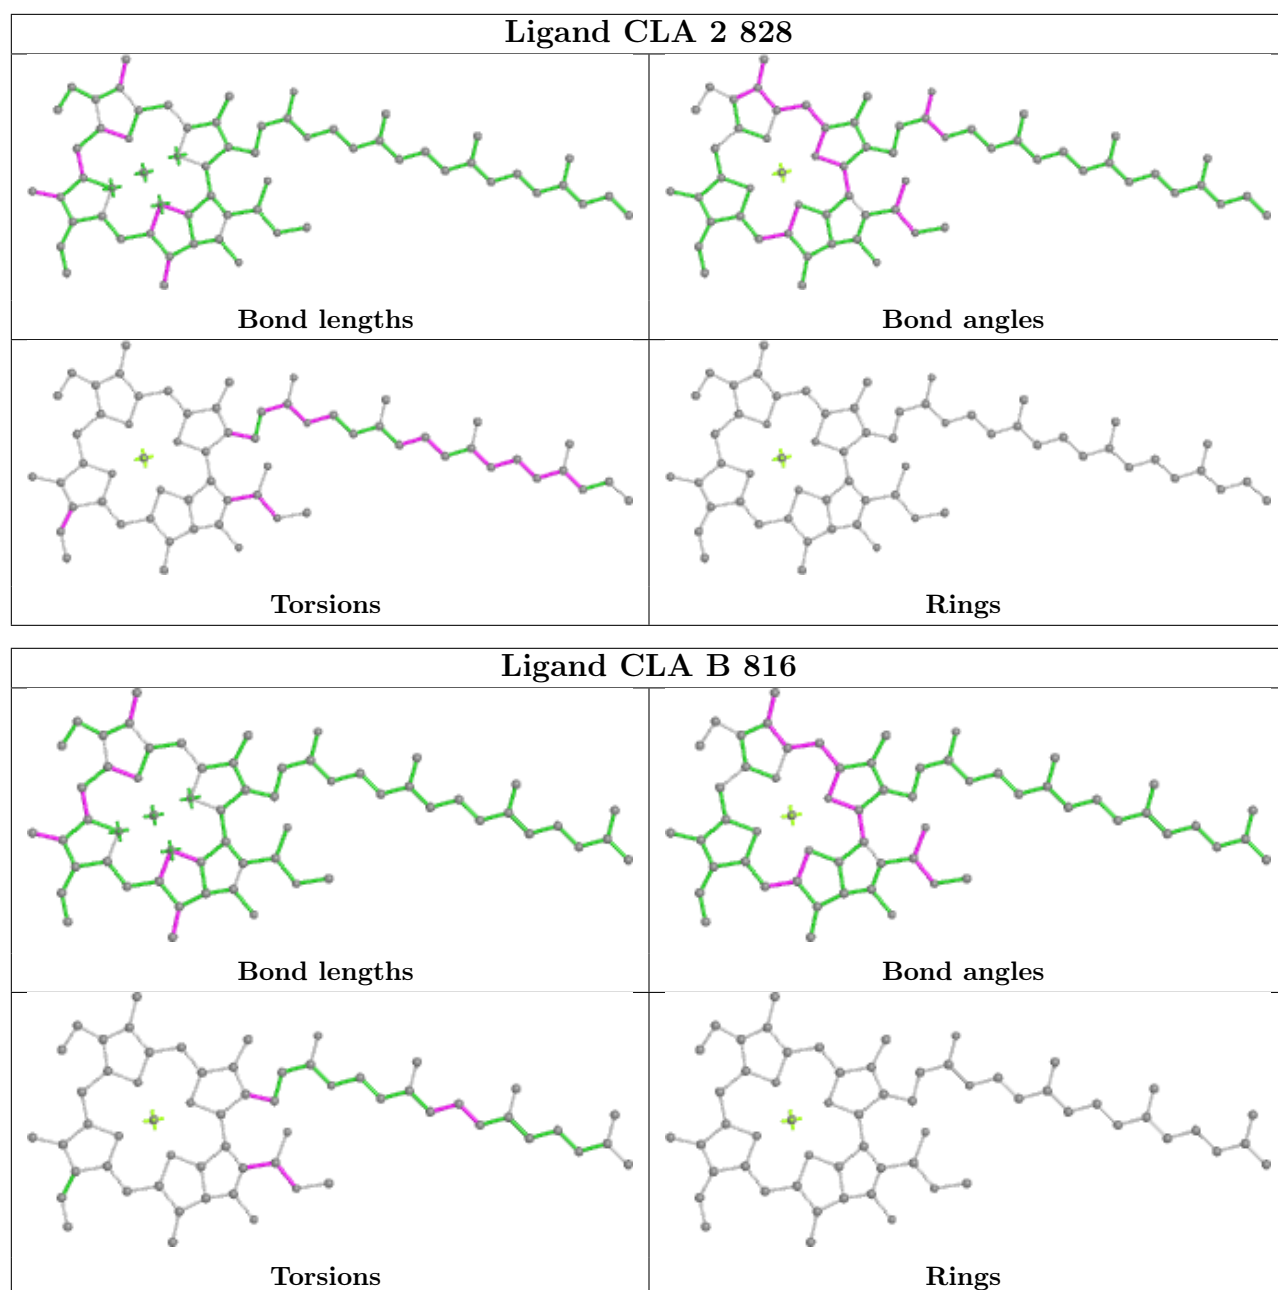 Ligand CLA 2 828
Bond lengths
Bond angles
Torsions
Rings
Ligand CLA B 816
Bond lengths
Bond angles
Torsions
Rings